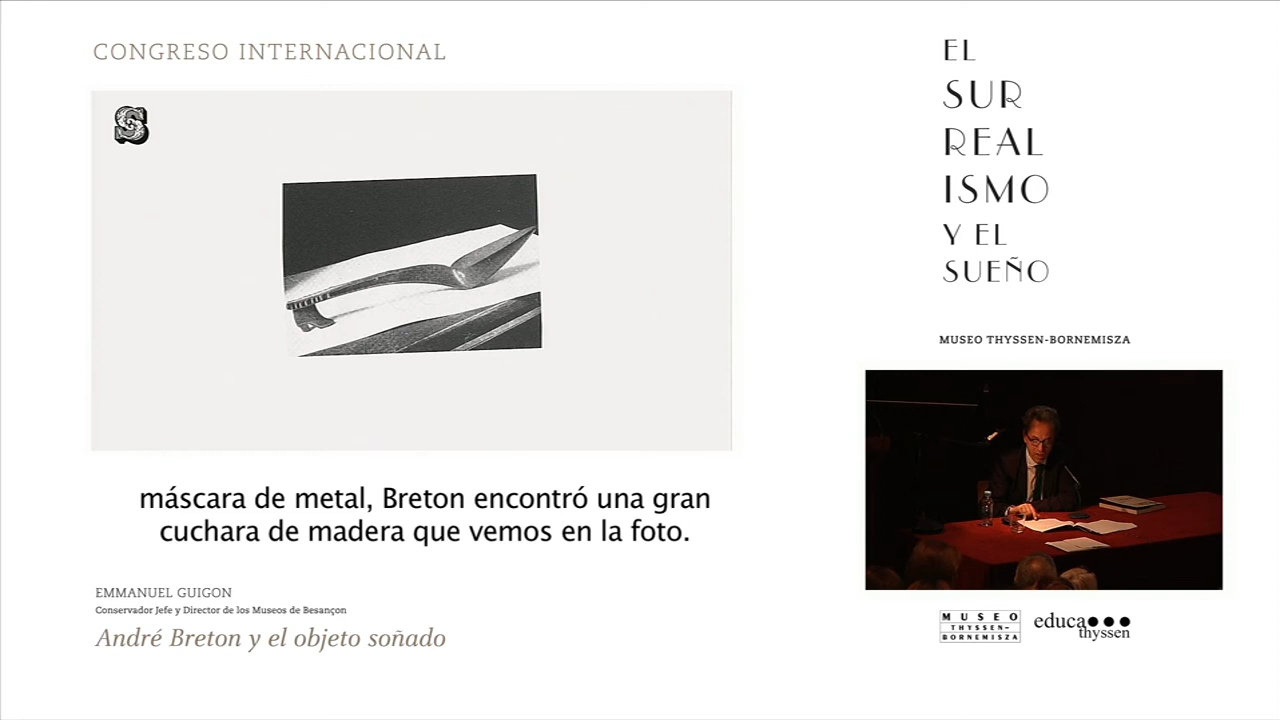 CONGRESO INTERNACIONAL
S
máscara de metal, Breton encontró una gran
cuchara de madera que vemos en la foto.
EMMANUEL GUIGON
Conservador Jefe y Director de los Museos de Besançon
André Breton y el objeto soñado
EL
SUR
REAL
ISMO
Y EL
SUEÑO
MUSEO THYSSEN-BORNEMISZA
MUSEO
THYSSEN-
BORNEMISZA
educa
thyssen